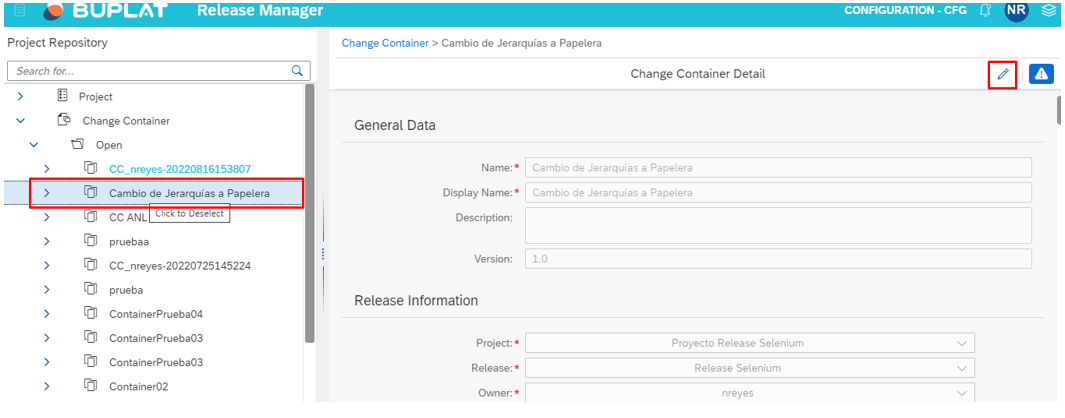 BUPLAT Release Manager CONFIGURATION - CFG NR
Project Repository
Search for...
Project
Change Container
Open
CC_nreyes-20220816153807
Cambio de Jerarquías a Papelera
Click to Deselect
CC ANL
pruebaa
CC_nreyes-20220725145224
prueba
ContainerPrueba04
ContainerPrueba03
ContainerPrueba03
Container02
Change Container > Cambio de Jerarquías a Papelera
Change Container Detail
General Data
Name:* Cambio de Jerarquías a Papelera
Display Name:* Cambio de Jerarquías a Papelera
Description:
Version: 1.0
Release Information
Project:* Proyecto Release Selenium
Release:* Release Selenium
Owner:* nreyes